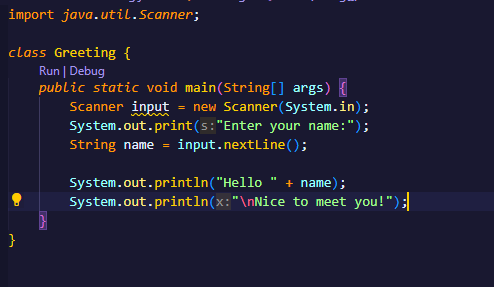 import java.util.Scanner;
class Greeting {
Run | Debug
public static void main(String[] args) {
Scanner input = new Scanner(System.in);
System.out.print(s:"Enter your name:");
String name = input.nextLine();
System.out.println("Hello " + name);
System.out.println(x:"\nNice to meet you!");
}
}